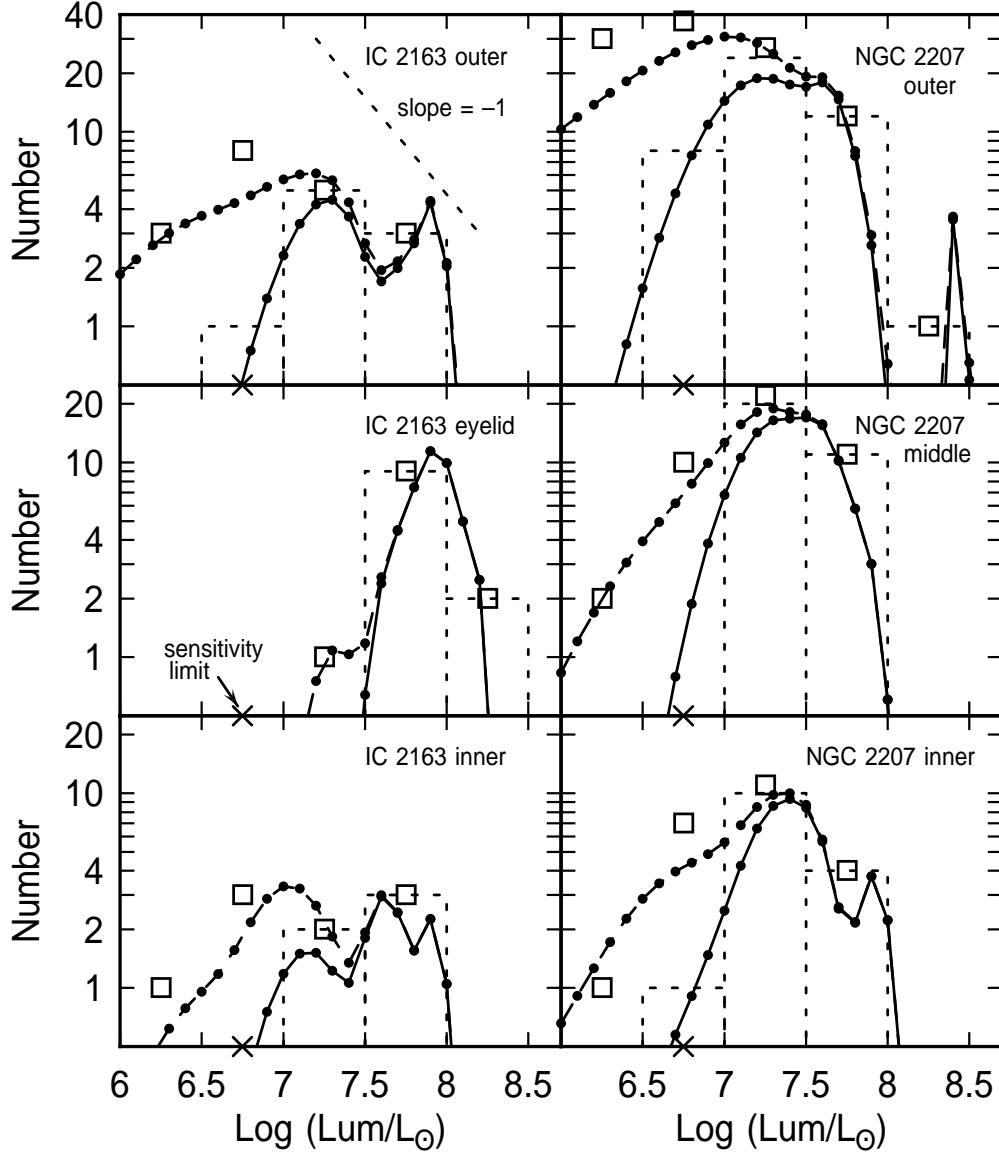 40
20
10
4
2
1
Number
IC 2163 outer
slope = –1
NGC 2207
outer
20
10
4
2
1
Number
IC 2163 eyelid
sensitivity
limit
NGC 2207
middle
20
10
4
2
1
Number
IC 2163 inner
NGC 2207 inner
6 6.5 7 7.5 8 8.5
6.5 7 7.5 8 8.5
Log (Lum/L⊙)
Log (Lum/L⊙)